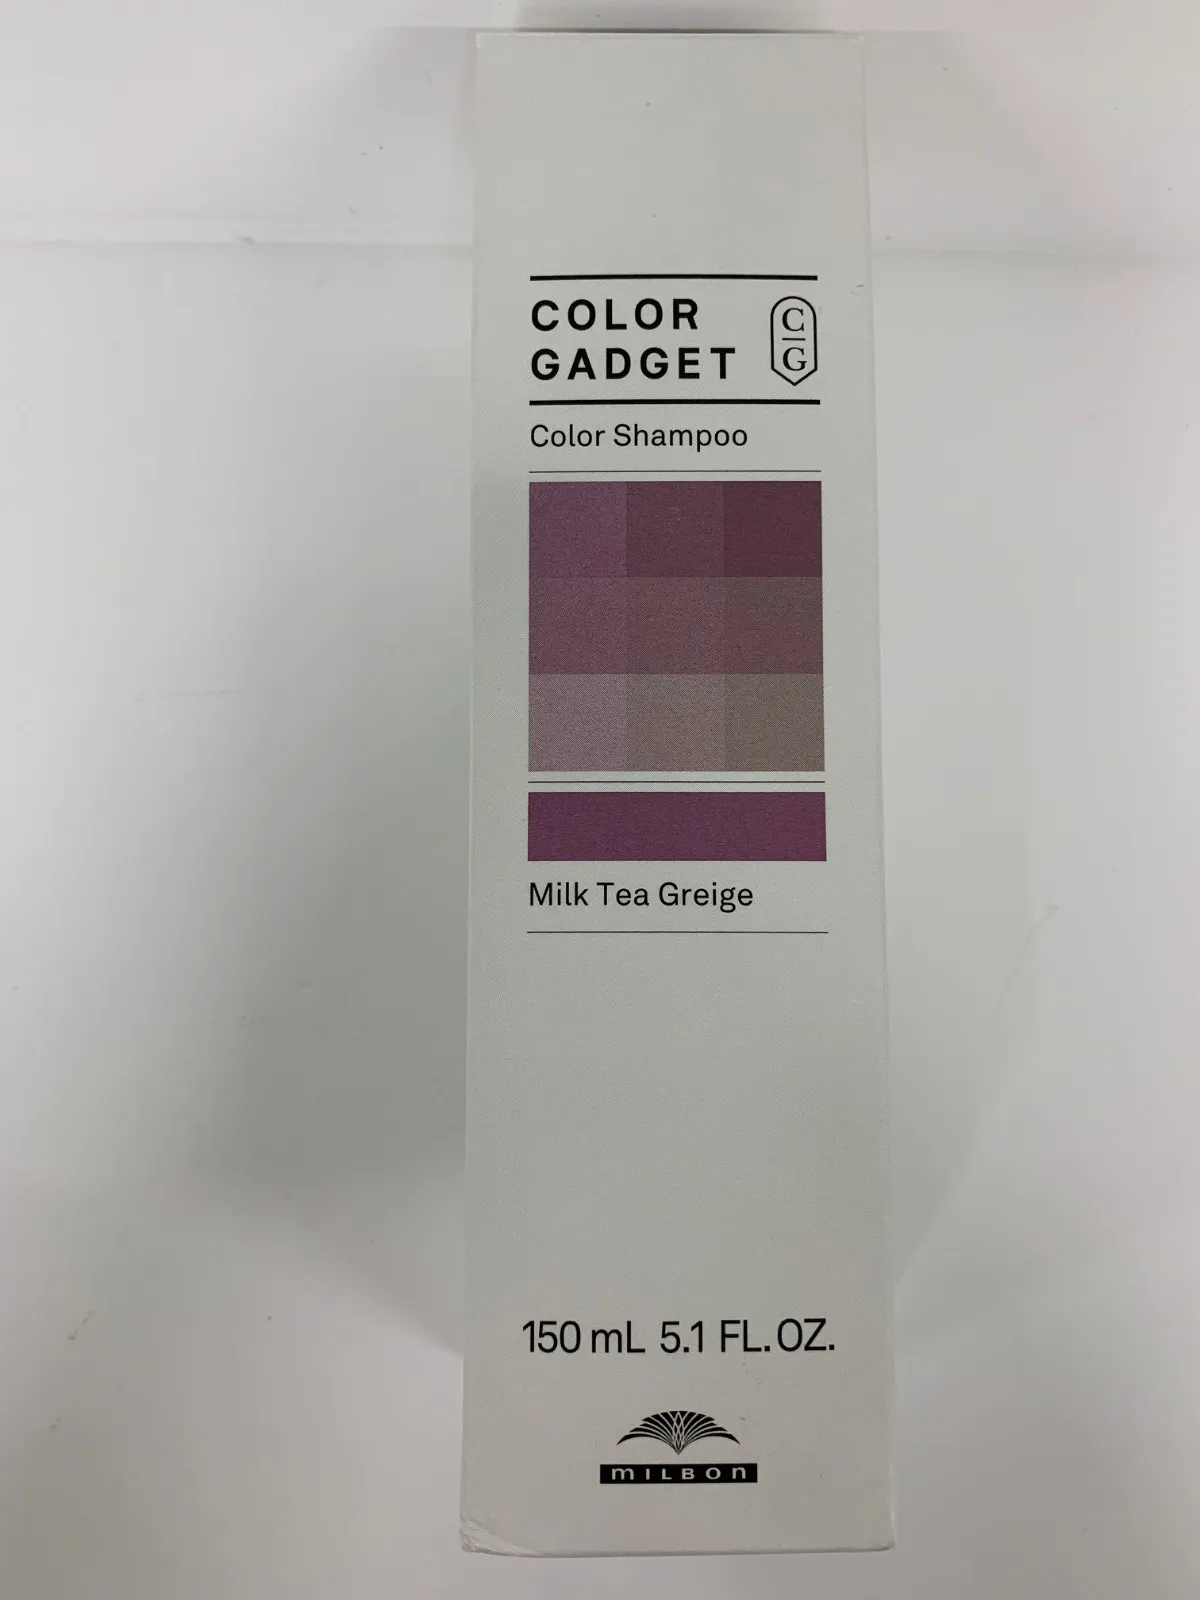 COLOR
GADGET
C
G
Color Shampoo
Milk Tea Greige
150 mL 5.1 FL.OZ.
MILBON